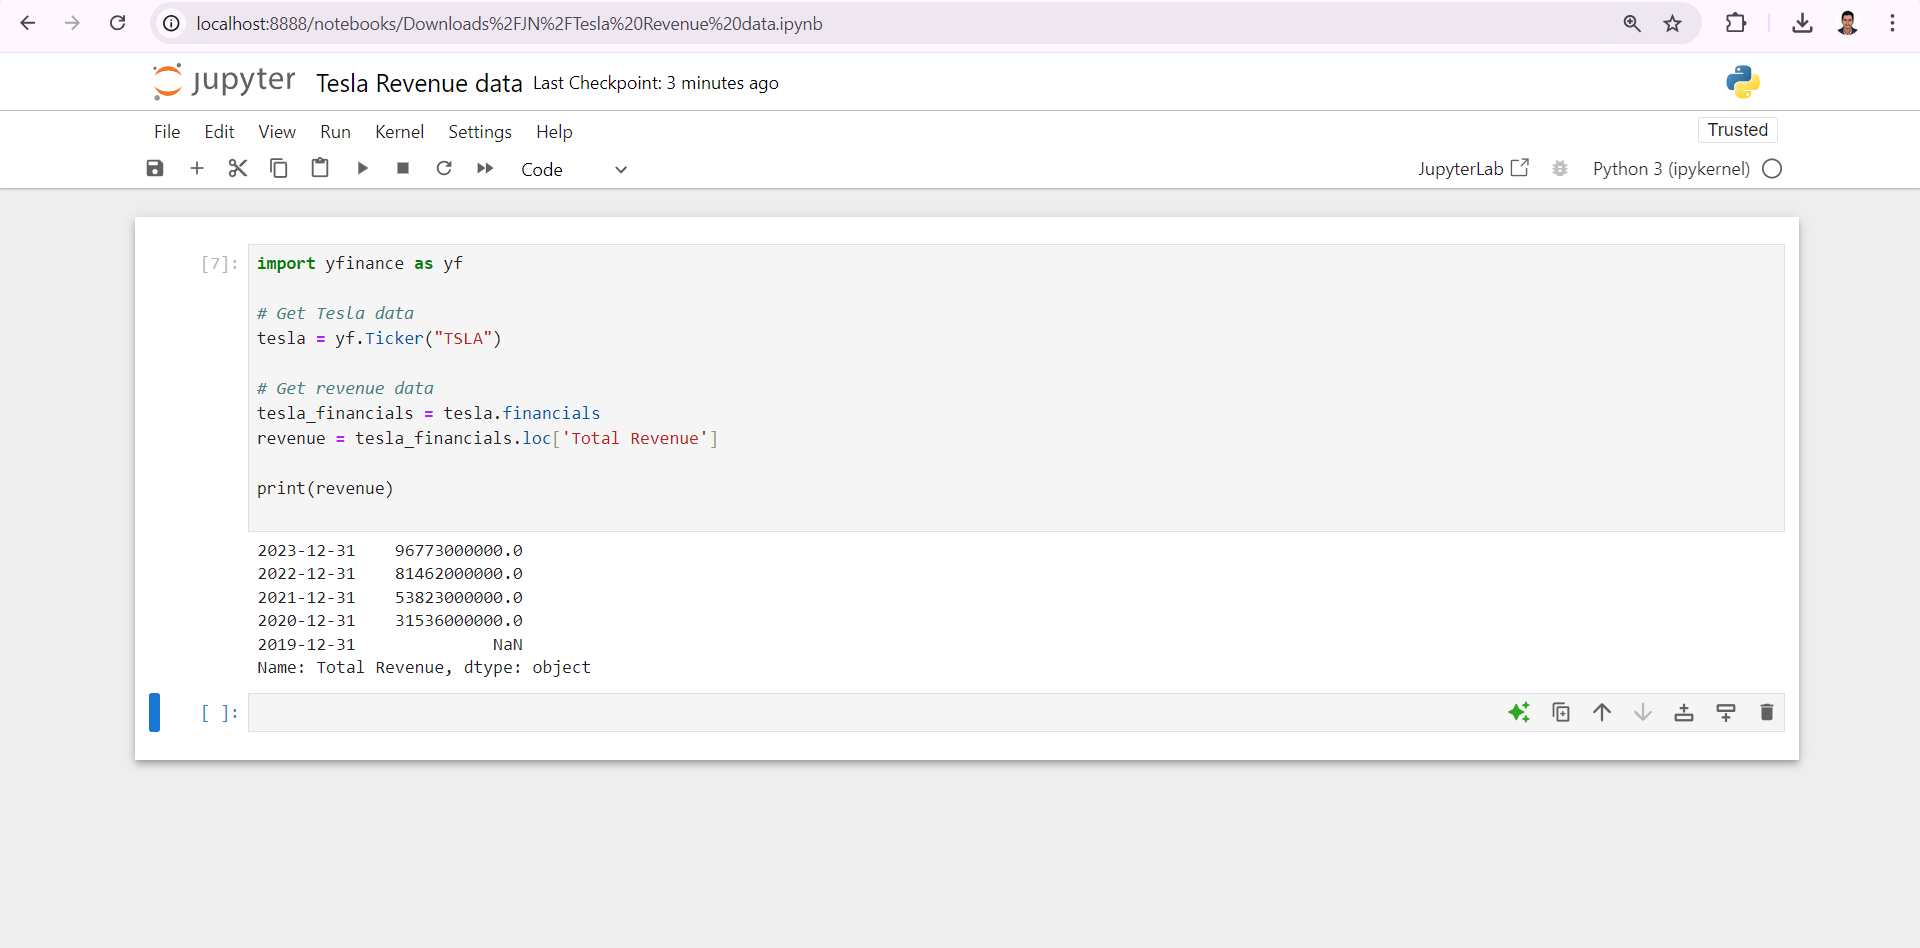 localhost:8888/notebooks/Downloads%2FJN%2FTesla%20Revenue%20data.ipynb
jupyter Tesla Revenue data Last Checkpoint: 3 minutes ago
File Edit View Run Kernel Settings Help
Trusted
Code
JupyterLab
Python 3 (ipykernel)
[7]:
import yfinance as yf
# Get Tesla data
tesla = yf.Ticker("TSLA")
# Get revenue data
tesla_financials = tesla.financials
revenue = tesla_financials.loc['Total Revenue']
print(revenue)
2023-12-31    96773000000.0
2022-12-31    81462000000.0
2021-12-31    53823000000.0
2020-12-31    31536000000.0
2019-12-31              NaN
Name: Total Revenue, dtype: object
[ ]: